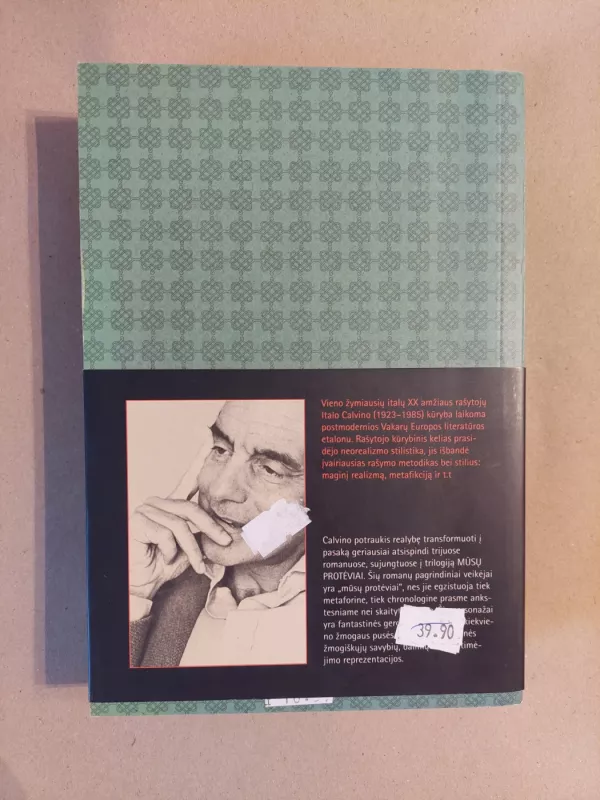 Vieno žymiausių italų XX amžiaus rašytojų
Italo Calvino (1923–1985) kūryba laikoma
postmodernios Vakarų Europos literatūros
etalonu. Rašytojo kūrybinis kelias prasi-
dėjo neorealizmo stilistika, jis išbandė
įvairiausias rašymo metodikas bei stilius:
maginį realizmą, metafikciją ir t.t
Calvino potraukis realybę transformuoti į
pasaką geriausiai atsispindi trijuose
romanuose, sujungtuose į trilogiją MŪSŲ
PROTĖVIAI. Šių romanų pagrindiniai veikėjai
yra „mūsų protėviai", nes jie egzistuoja tiek
metaforine, tiek chronologine prasme anks-
tesniame nei
yra fantastinės kiekvie-
no žmogaus pusės,
žmogiškųjų savybių,
jimo reprezentacijos.
39.90